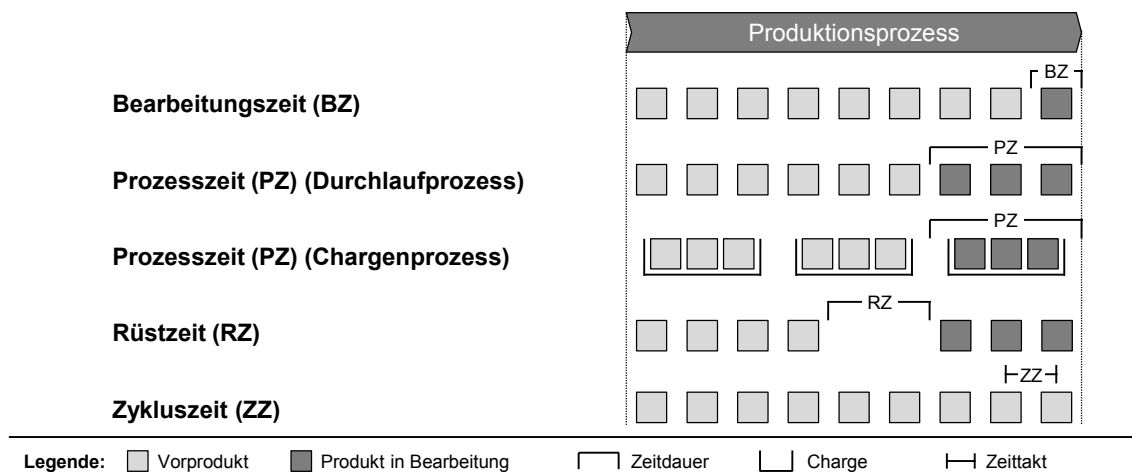 Produktionsprozess
BZ
Bearbeitungszeit (BZ)
PZ
Prozesszeit (PZ) (Durchlaufprozess)
PZ
Prozesszeit (PZ) (Chargenprozess)
RZ
Rüstzeit (RZ)
ZZ
Zykluszeit (ZZ)
Legende: Vorprodukt Produkt in Bearbeitung Zeitdauer Charge Zeittakt